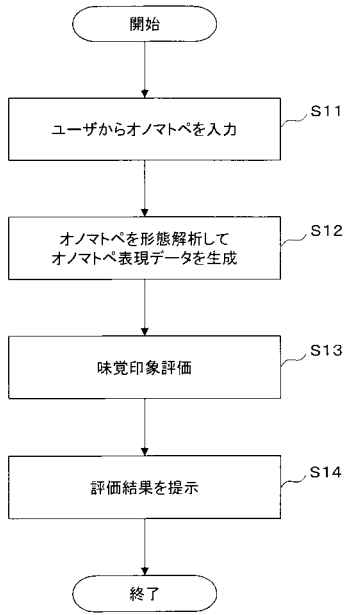 開始
S11
ユーザからオノマトペを入力
S12
オノマトペを形態解析して
オノマトペ表現データを生成
S13
味覚印象評価
S14
評価結果を提示
終了